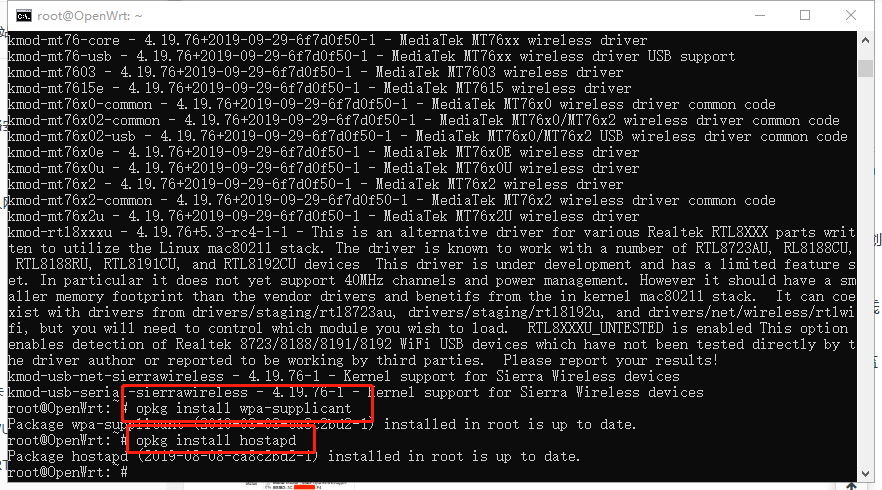 root@OpenWrt: ~
kmod-mt76-core - 4.19.76+2019-09-29-6f7d0f50-1 - MediaTek MT76xx wireless driver
kmod-mt76-usb - 4.19.76+2019-09-29-6f7d0f50-1 - MediaTek MT76xx wireless driver USB support
kmod-mt7603 - 4.19.76+2019-09-29-6f7d0f50-1 - MediaTek MT7603 wireless driver
kmod-mt7615e - 4.19.76+2019-09-29-6f7d0f50-1 - MediaTek MT7615 wireless driver
kmod-mt76x0-common - 4.19.76+2019-09-29-6f7d0f50-1 - MediaTek MT76x0 wireless driver common code
kmod-mt76x02-common - 4.19.76+2019-09-29-6f7d0f50-1 - MediaTek MT76x0/MT76x2 wireless driver common code
kmod-mt76x02-usb - 4.19.76+2019-09-29-6f7d0f50-1 - MediaTek MT76x0/MT76x2 USB wireless driver common code
kmod-mt76x0e - 4.19.76+2019-09-29-6f7d0f50-1 - MediaTek MT76x0E wireless driver
kmod-mt76x0u - 4.19.76+2019-09-29-6f7d0f50-1 - MediaTek MT76x0U wireless driver
kmod-mt76x2 - 4.19.76+2019-09-29-6f7d0f50-1 - MediaTek MT76x2 wireless driver
kmod-mt76x2-common - 4.19.76+2019-09-29-6f7d0f50-1 - MediaTek MT76x2 wireless driver common code
kmod-mt76x2u - 4.19.76+2019-09-29-6f7d0f50-1 - MediaTek MT76x2U wireless driver
kmod-rtl8xxxu - 4.19.76+5.3-rc4-1-1 - This is an alternative driver for various Realtek RTL8XXX parts writ
ten to utilize the Linux mac80211 stack. The driver is known to work with a number of RTL8723AU, RL8188CU,
RTL8188RU, RTL8191CU, and RTL8192CU devices  This driver is under development and has a limited feature s
et. In particular it does not yet support 40MHz channels and power management. However it should have a sm
aller memory footprint than the vendor drivers and benetifs from the in kernel mac80211 stack.  It can coe
xist with drivers from drivers/staging/rtl8723au, drivers/staging/rtl8192u, and drivers/net/wireless/rtlwi
fi, but you will need to control which module you wish to load.  RTL8XXXU_UNTESTED is enabled This option
enables detection of Realtek 8723/8188/8191/8192 WiFi USB devices which have not been tested directly by t
he driver author or reported to be working by third parties.  Please report your results!
kmod-usb-net-sierrawireless - 4.19.76-1 - Kernel support for Sierra Wireless devices
kmod-usb-serial-sierrawireless - 4.19.76-1 - Kernel support for Sierra Wireless devices
root@OpenWrt:~# opkg install wpa-supplicant
Package wpa-supplicant (2019-08-08-ca8c2bd2-1) installed in root is up to date.
root@OpenWrt:~# opkg install hostapd
Package hostapd (2019-08-08-ca8c2bd2-1) installed in root is up to date.
root@OpenWrt:~#